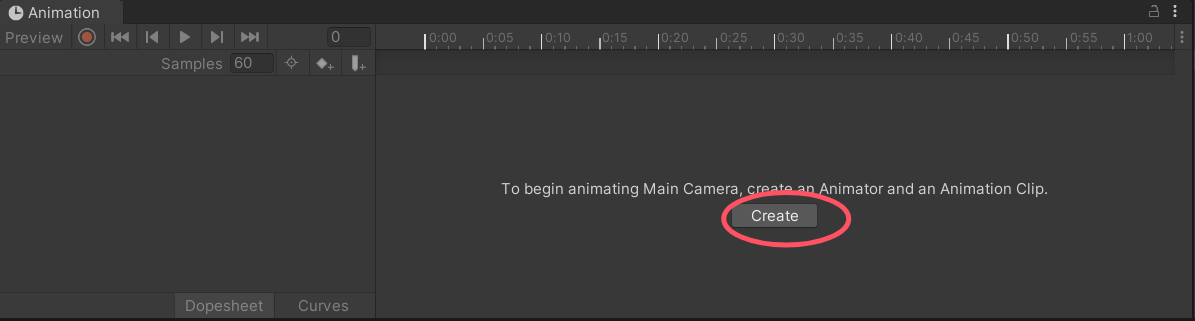 Animation
Preview 0 0:00 0:05 0:10 0:15 0:20 0:25 0:30 0:35 0:40 0:45 0:50 0:55 1:00
Samples 60
To begin animating Main Camera, create an Animator and an Animation Clip.
Create
Dopesheet Curves